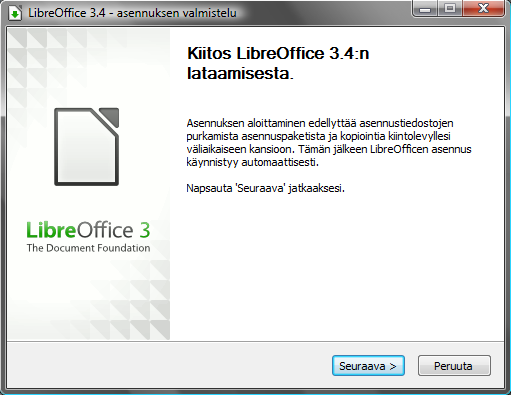 LibreOffice 3.4 - asennuksen valmistelu
Kiitos LibreOffice 3.4:n
lataamisesta.
Asennuksen aloittaminen edellyttää asennustiedostojen
purkamista asennuspaketista ja kopiointia kiintolevyllesi
väliaikaiseen kansioon. Tämän jälkeen LibreOfficen asennus
käynnistyy automaattisesti.
Napsauta 'Seuraava' jatkaaksesi.
LibreOffice 3
The Document Foundation
Seuraava >
Peruuta